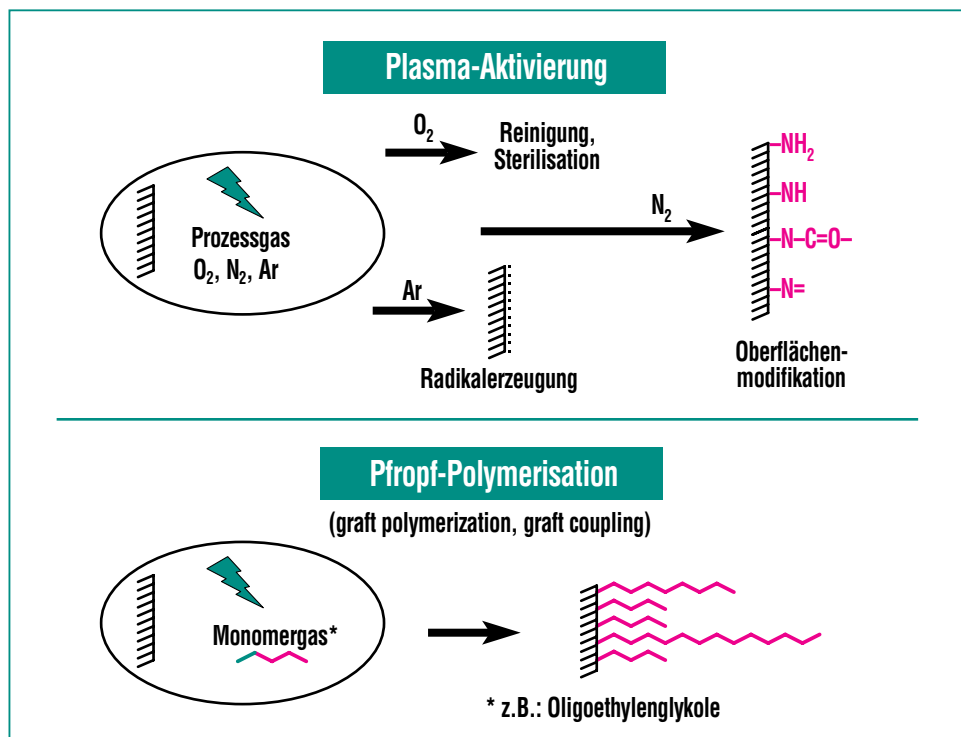 Plasma-Aktivierung
O₂
Reinigung,
Sterilisation
Prozessgas
O₂, N₂, Ar
N₂
–NH₂
–NH
–N–C=O–
–N=
Ar
Radikalerzeugung
Oberflächen-
modifikation
Pfropf-Polymerisation
(graft polymerization, graft coupling)
Monomergas*
* z.B.: Oligoethylenglykole